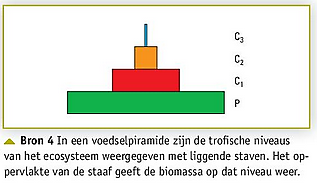 C3
C2
C1
P
Bron 4 In een voedselpiramide zijn de trofische niveaus
van het ecosysteem weergegeven met liggende staven. Het op-
pervlakte van de staaf geeft de biomassa op dat niveau weer.